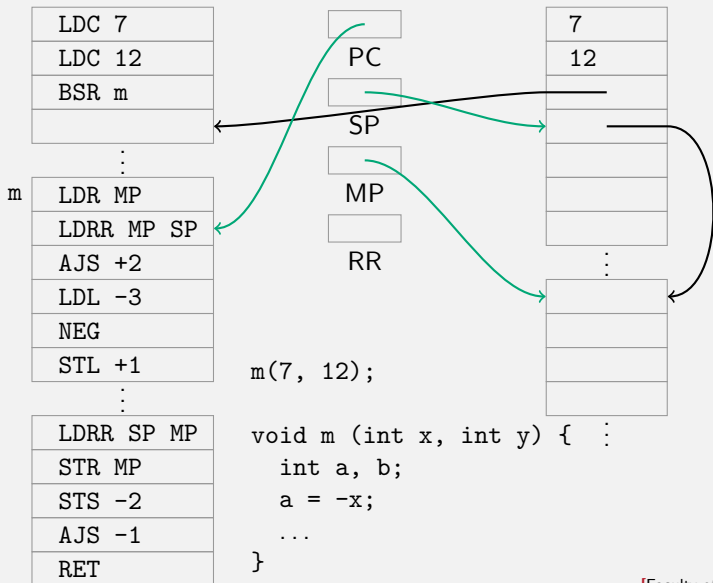 LDC 7
LDC 12
BSR m
⋮
m
LDR MP
LDRR MP SP
AJS +2
LDL -3
NEG
STL +1
⋮
LDRR SP MP
STR MP
STS -2
AJS -1
RET
PC
SP
MP
RR
m(7, 12);
void m (int x, int y) {
int a, b;
a = -x;
...
}
7
12
⋮
⋮